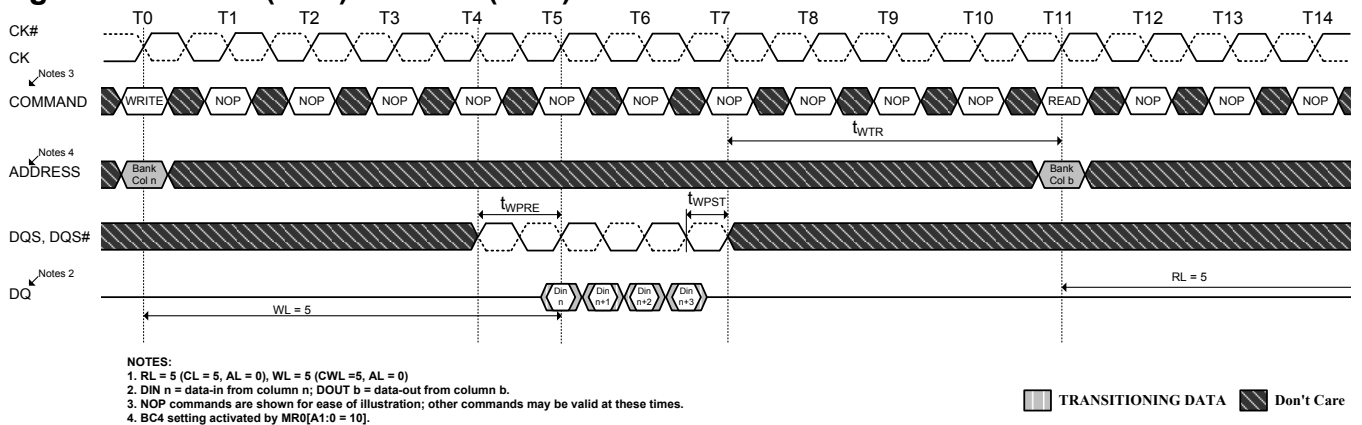 T0 T1 T2 T3 T4 T5 T6 T7 T8 T9 T10 T11 T12 T13 T14
CK#
CK
Notes 3
COMMAND WRITE NOP NOP NOP NOP NOP NOP NOP NOP NOP NOP READ NOP NOP NOP
tWTR
Notes 4
ADDRESS
Bank Bank
Col n Col b
tWPRE tWPST
DQS, DQS#
Notes 2
DQ
Din Din Din Din
n n+1 n+2 n+3
RL = 5
WL = 5
NOTES:
1. RL = 5 (CL = 5, AL = 0), WL = 5 (CWL =5, AL = 0)
2. DIN n = data-in from column n; DOUT b = data-out from column b.
3. NOP commands are shown for ease of illustration; other commands may be valid at these times.
4. BC4 setting activated by MR0[A1:0 = 10].
TRANSITIONING DATA Don't Care